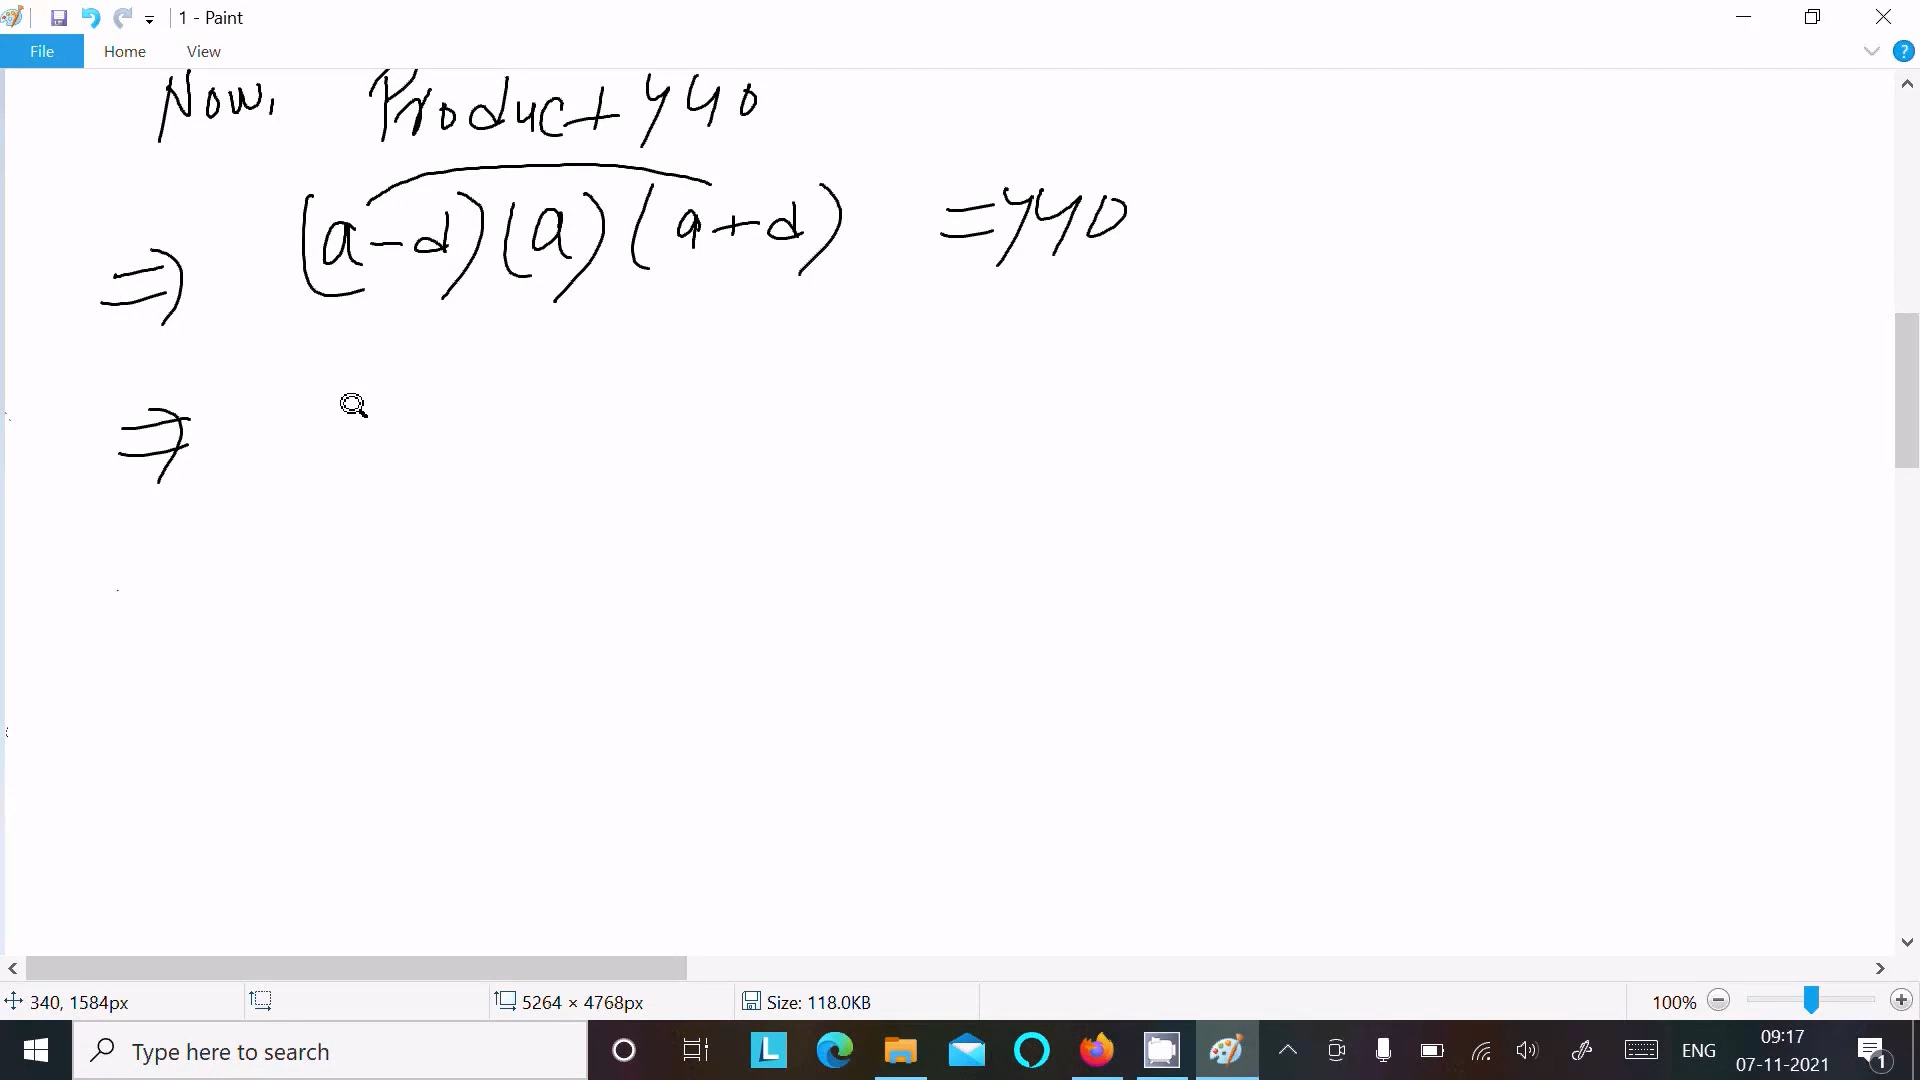 1 - Paint
File Home View
Now, Product 440
⇒ (a-d)(a)(a+d) = 440
⇒
340, 1584px 5264 × 4768px Size: 118.0KB 100%
Type here to search ENG 09:17
07-11-2021 1